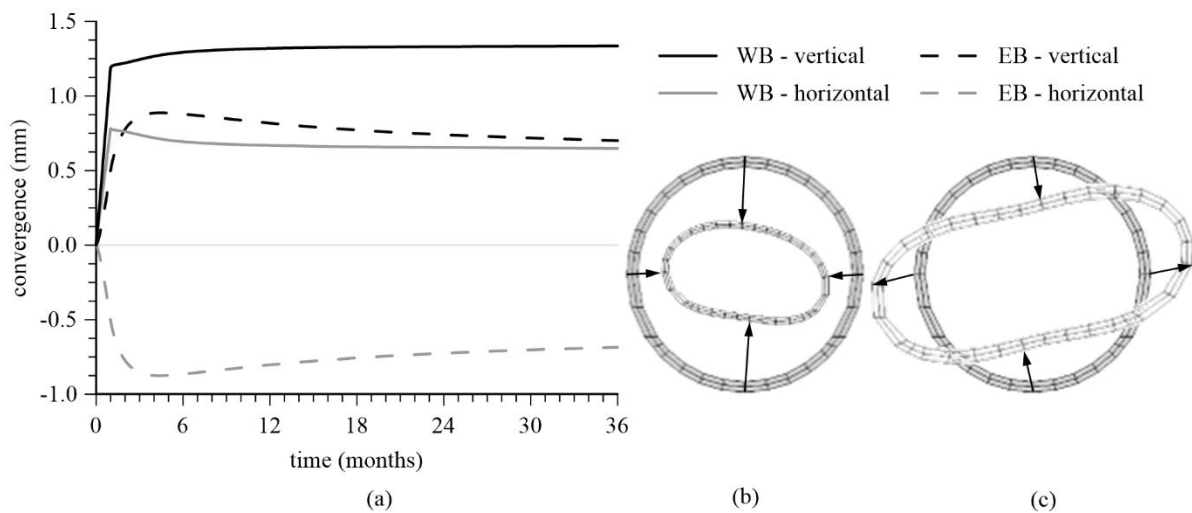 1.5
1.0
0.5
0.0
-0.5
-1.0
convergence (mm)
0 6 12 18 24 30 36
time (months)
WB - vertical EB - vertical
WB - horizontal EB - horizontal
(a) (b) (c)